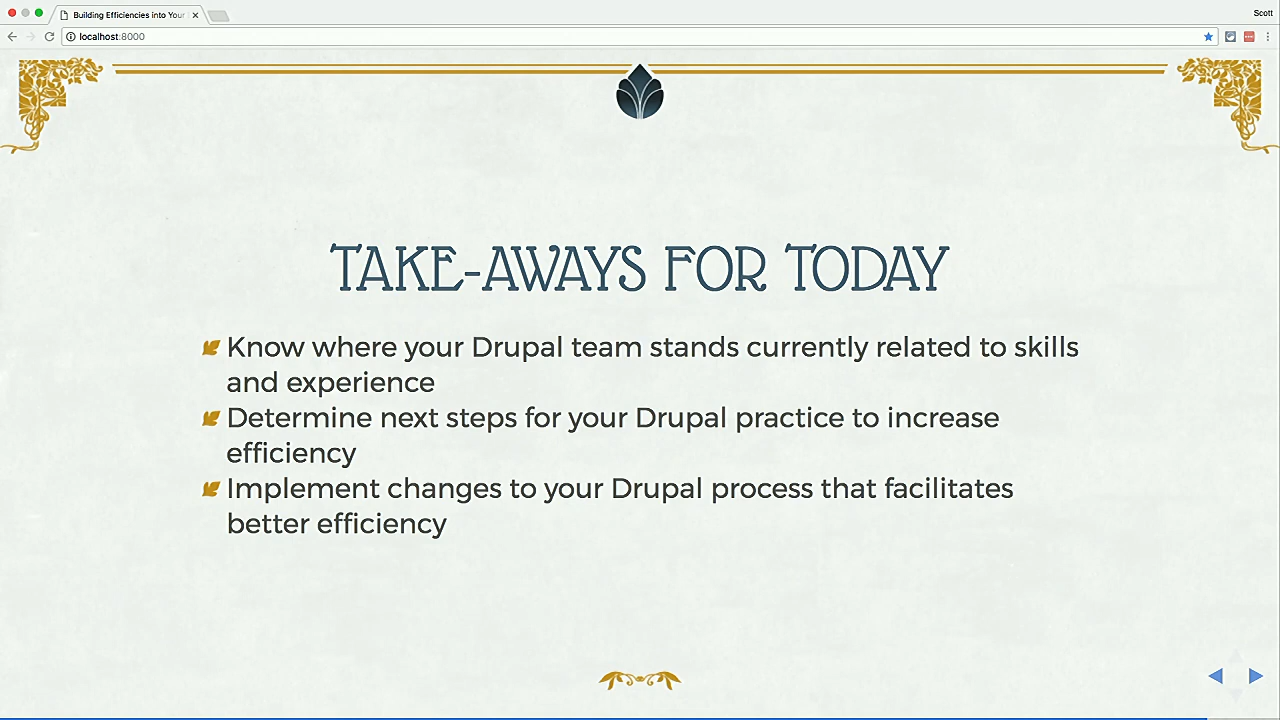 Building Efficiencies into Your
Scott
localhost:8000
TAKE-AWAYS FOR TODAY
Know where your Drupal team stands currently related to skills
and experience
Determine next steps for your Drupal practice to increase
efficiency
Implement changes to your Drupal process that facilitates
better efficiency